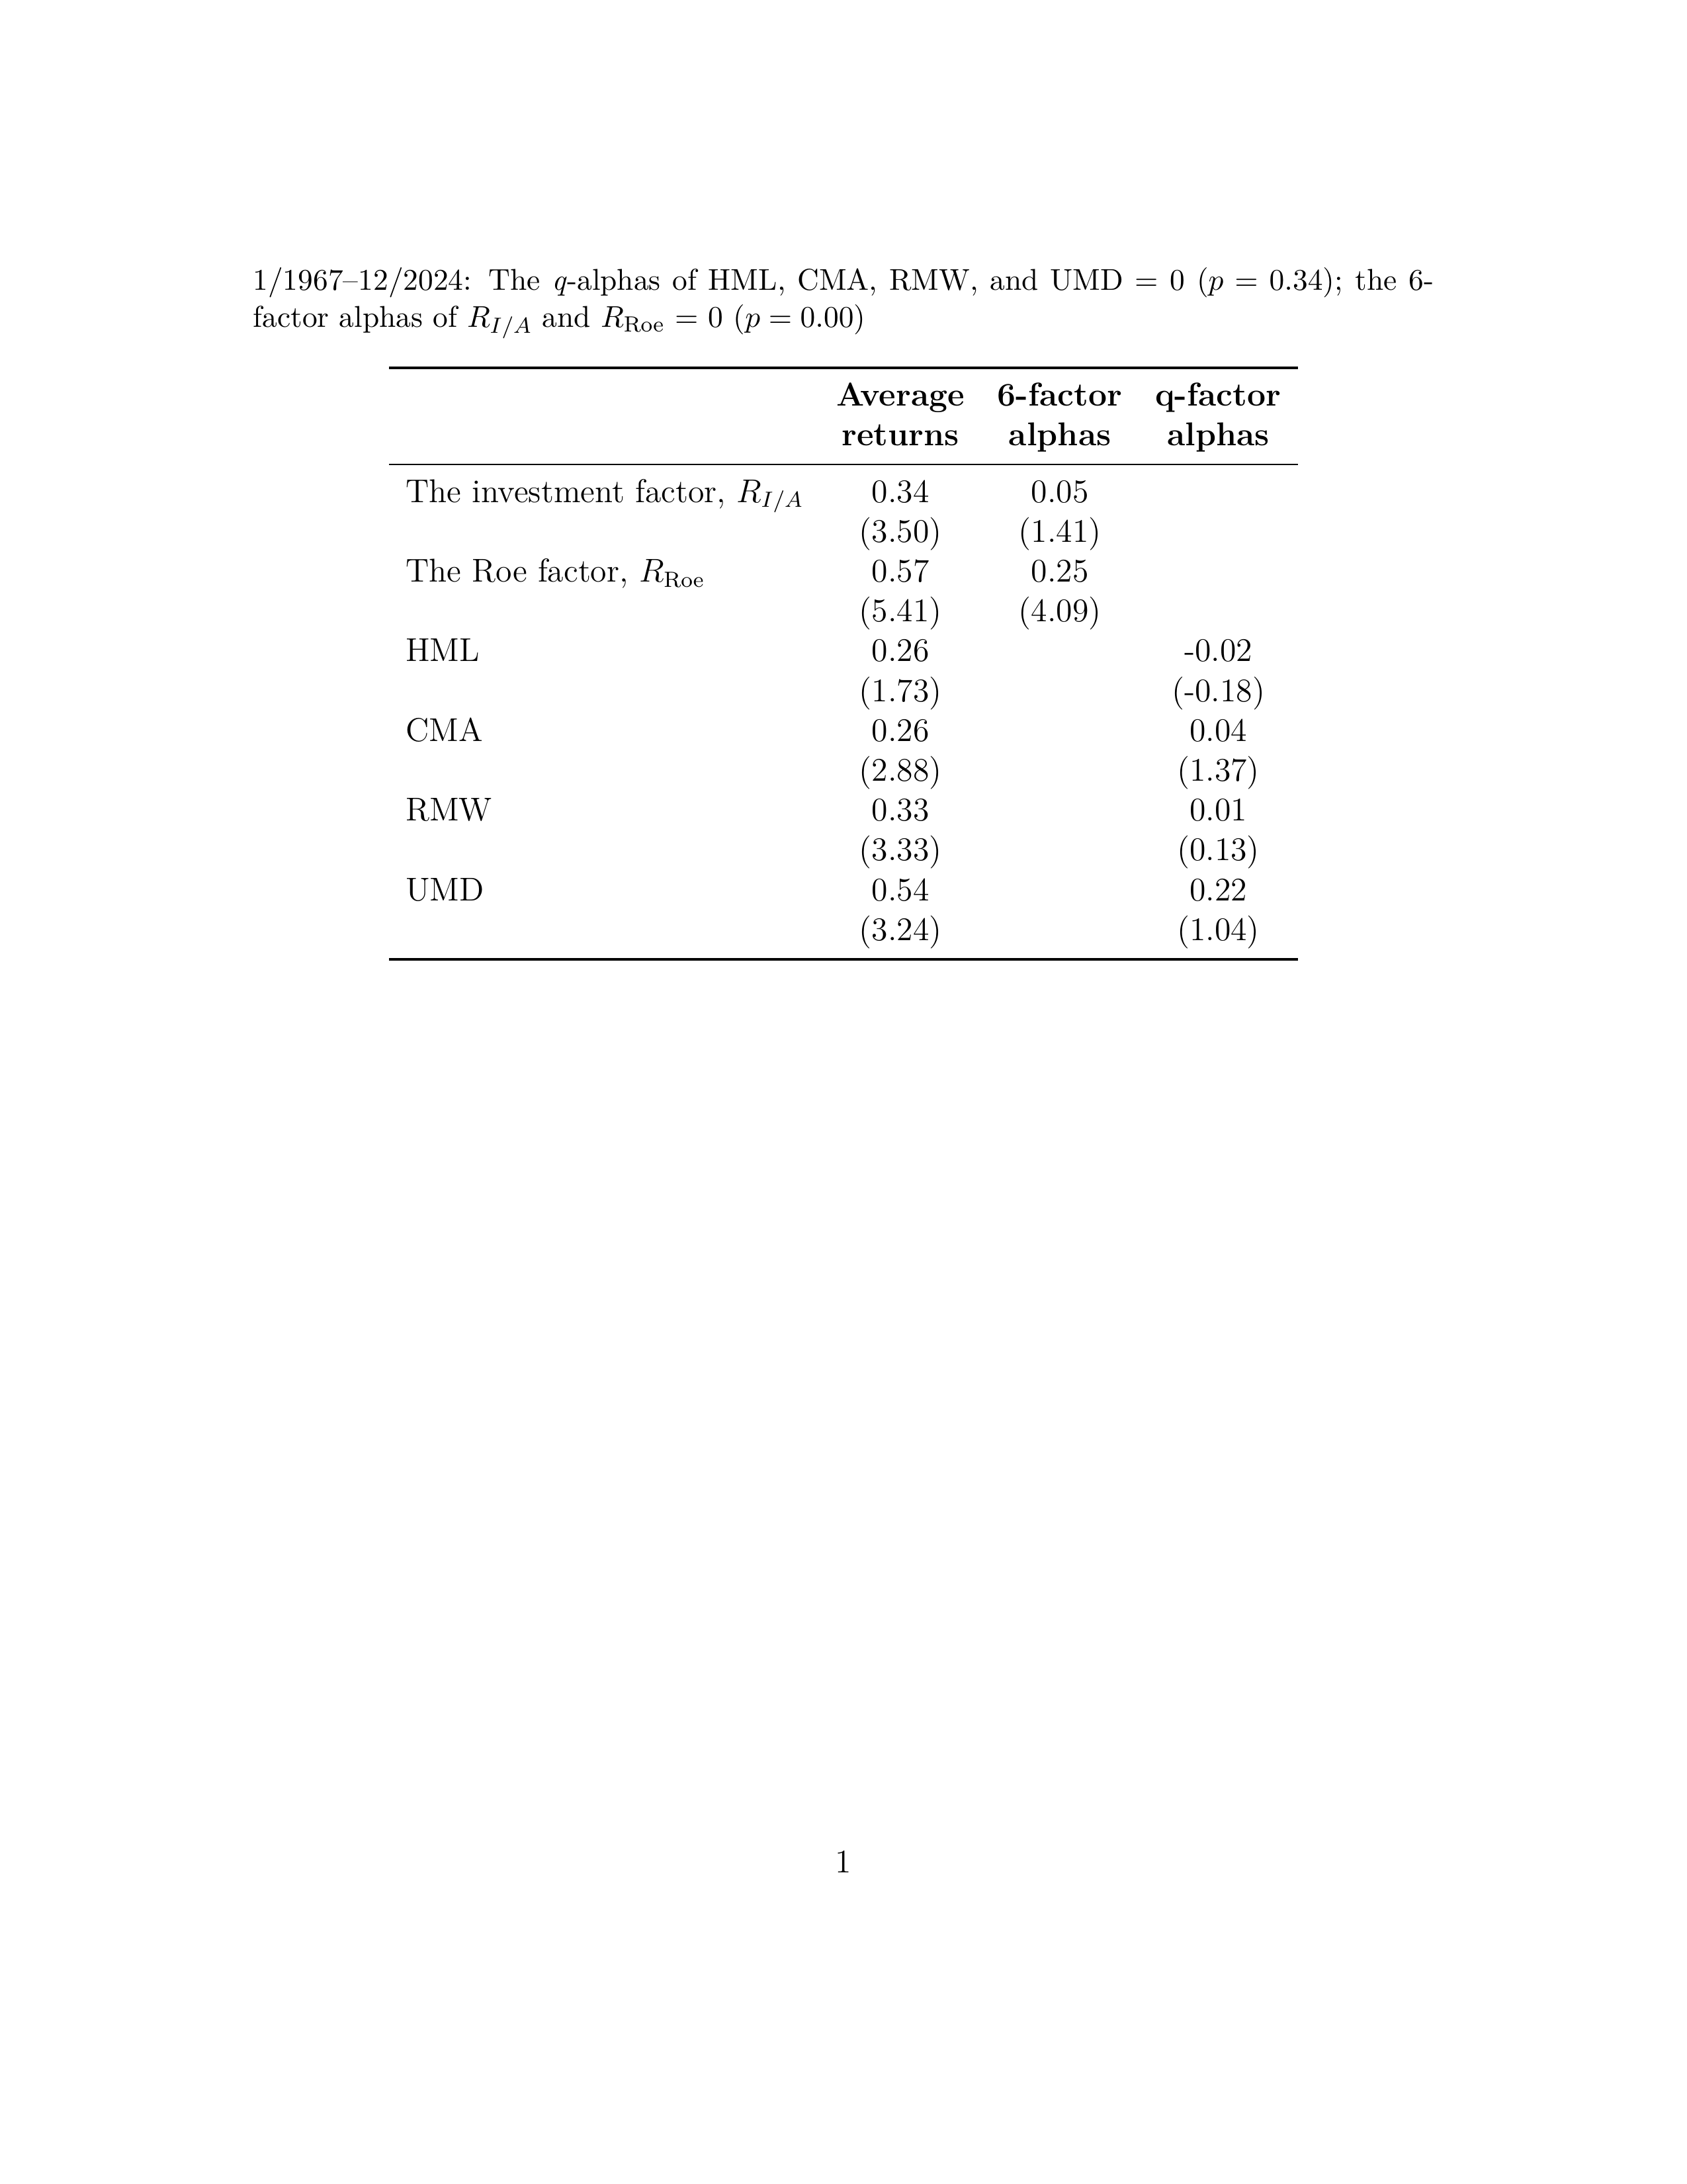 1/1967–12/2024: The q-alphas of HML, CMA, RMW, and UMD = 0 (p = 0.34); the 6-
factor alphas of R_{I/A} and R_{Roe} = 0 (p = 0.00)
Average 6-factor q-factor
returns alphas alphas
The investment factor, R_{I/A} 0.34 0.05
(3.50) (1.41)
The Roe factor, R_{Roe} 0.57 0.25
(5.41) (4.09)
HML 0.26 -0.02
(1.73) (-0.18)
CMA 0.26 0.04
(2.88) (1.37)
RMW 0.33 0.01
(3.33) (0.13)
UMD 0.54 0.22
(3.24) (1.04)
1